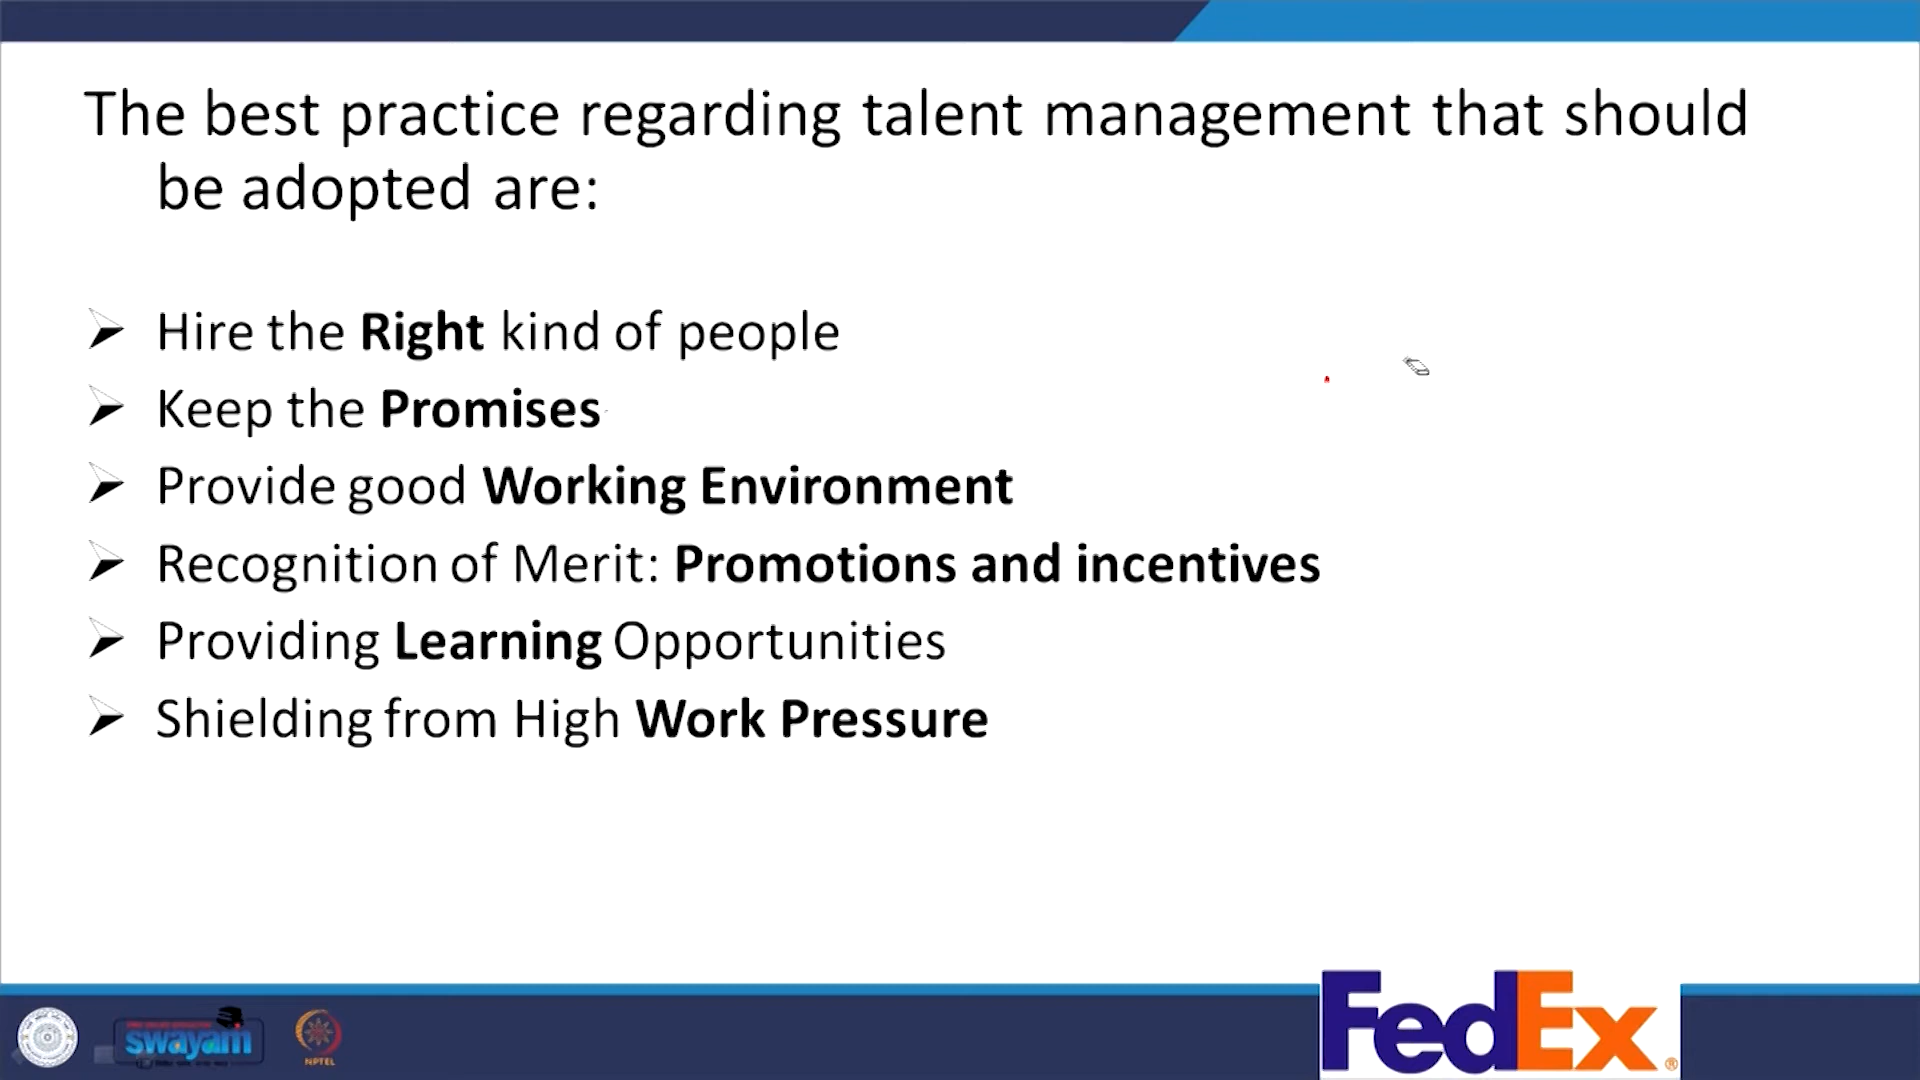 The best practice regarding talent management that should
be adopted are:
Hire the Right kind of people
Keep the Promises
Provide good Working Environment
Recognition of Merit: Promotions and incentives
Providing Learning Opportunities
Shielding from High Work Pressure
swayam
NPTEL
FedEx®